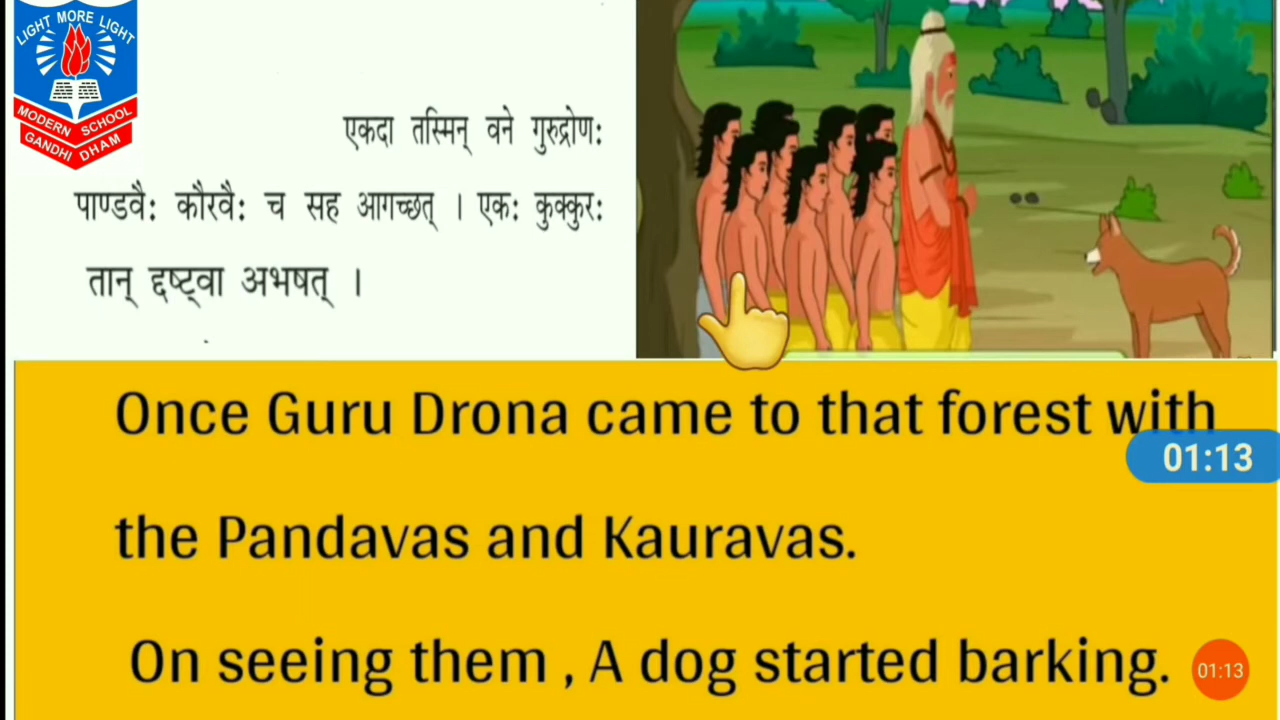 LIGHT MORE LIGHT
MODERN SCHOOL
GANDHI DHAM
एकदा तस्मिन् वने गुरुद्रोणः
पाण्डवैः कौरवैः च सह आगच्छत् । एकः कुक्कुरः
तान् दृष्ट्वा अभषत् ।
Once Guru Drona came to that forest with
01:13
the Pandavas and Kauravas.
On seeing them , A dog started barking.
01:13